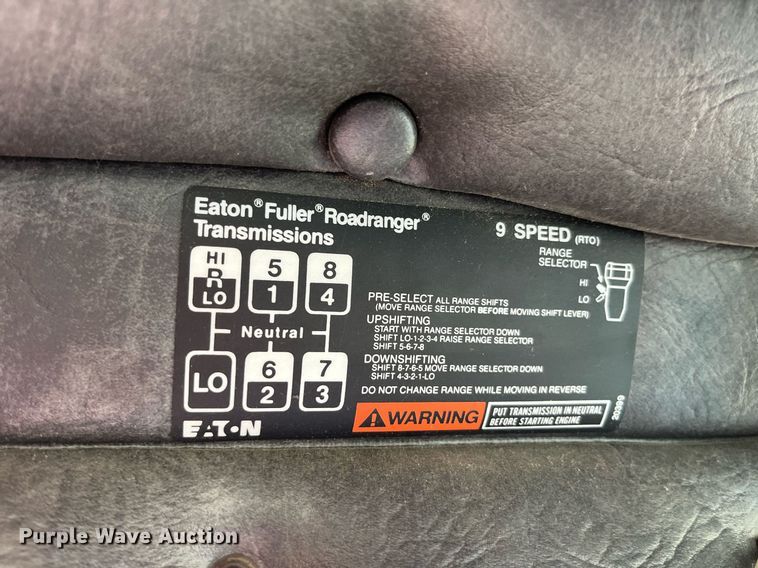 Eaton® Fuller® Roadranger®
Transmissions
9 SPEED (RTO)
RANGE
SELECTOR
HI
LO
HI
R
LO
5
1
8
4
Neutral
LO
6
2
7
3
PRE-SELECT ALL RANGE SHIFTS
(MOVE RANGE SELECTOR BEFORE MOVING SHIFT LEVER)
UPSHIFTING
START WITH RANGE SELECTOR DOWN
SHIFT LO-1-2-3-4 RAISE RANGE SELECTOR
SHIFT 5-6-7-8
DOWNSHIFTING
SHIFT 8-7-6-5 MOVE RANGE SELECTOR DOWN
SHIFT 4-3-2-1-LO
DO NOT CHANGE RANGE WHILE MOVING IN REVERSE
WARNING
PUT TRANSMISSION IN NEUTRAL
BEFORE STARTING ENGINE
20399
EATON
Purple Wave Auction